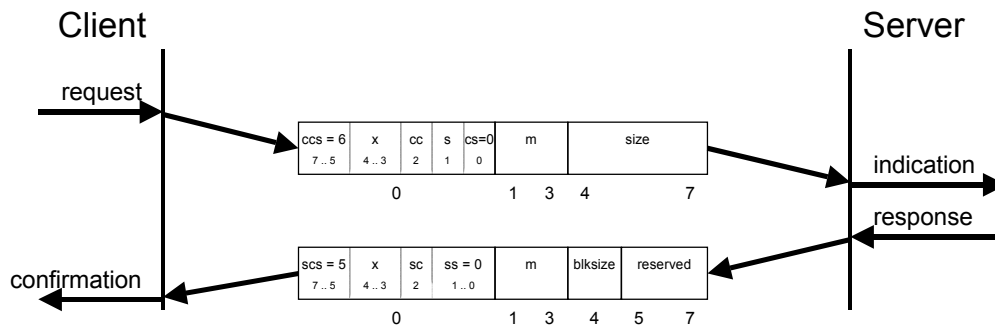 Client Server
request
ccs = 6 x cc s cs=0 m size
7 .. 5 4 .. 3 2 1 0
indication
0 1 3 4 7
response
scs = 5 x sc ss = 0 m blksize reserved
confirmation
7 .. 5 4 .. 3 2 1 .. 0
0 1 3 4 5 7